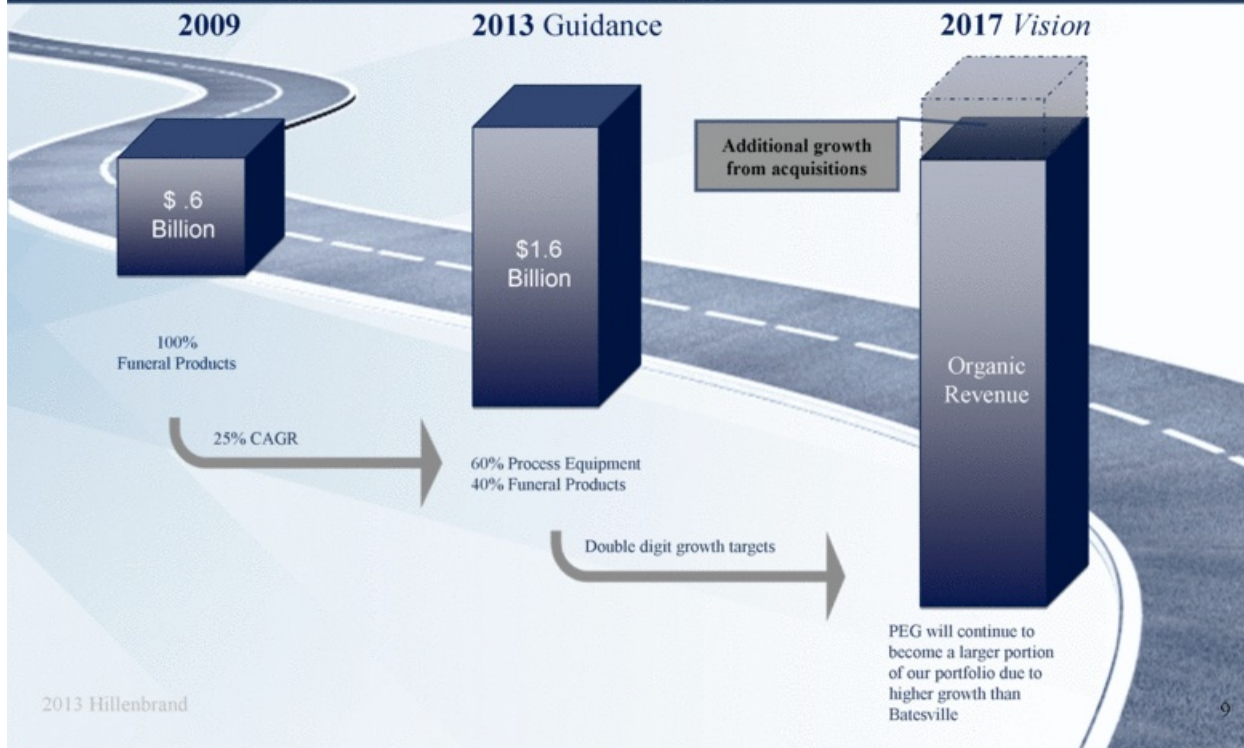 2009
2013 Guidance
2017 Vision
$ .6
Billion
$1.6
Billion
Additional growth
from acquisitions
Organic
Revenue
100%
Funeral Products
25% CAGR
60% Process Equipment
40% Funeral Products
Double digit growth targets
PEG will continue to
become a larger portion
of our portfolio due to
higher growth than
Batesville
2013 Hillenbrand
9